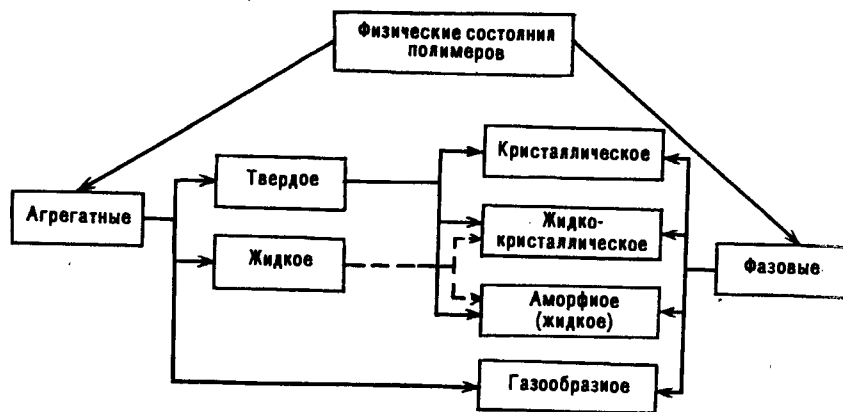 Физические состояния
полимеров
Кристаллическое
Твердое
Агрегатные
Жидко-
кристаллическое
Жидкое
Фазовые
Аморфное
(жидкое)
Газообразное